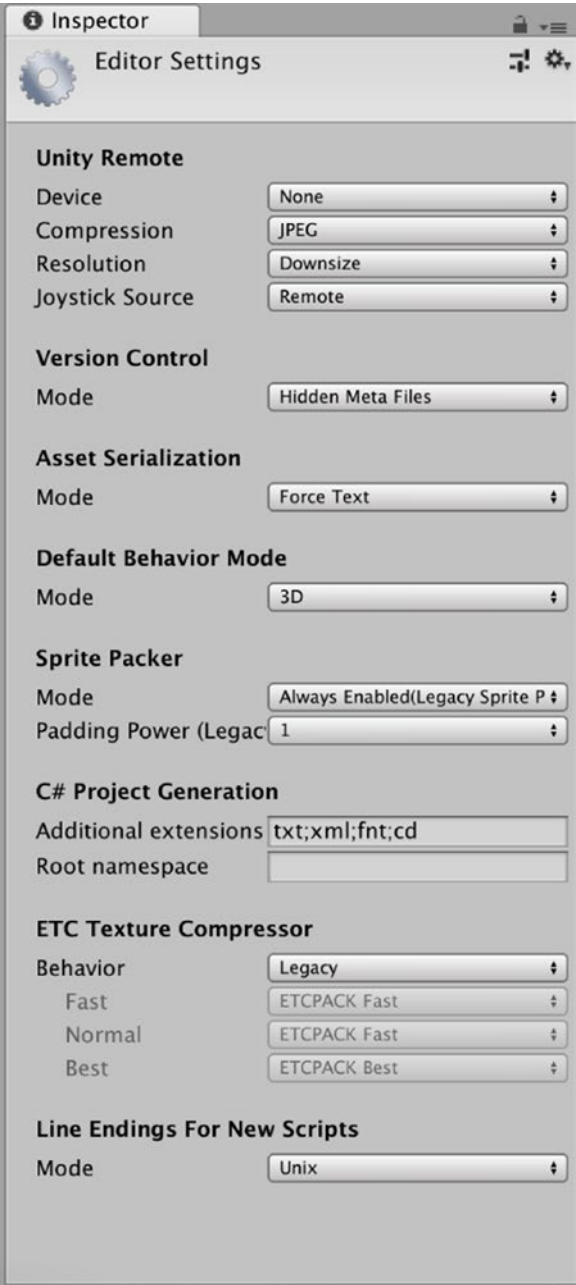 Inspector
Editor Settings
Unity Remote
Device None
Compression JPEG
Resolution Downsize
Joystick Source Remote
Version Control
Mode Hidden Meta Files
Asset Serialization
Mode Force Text
Default Behavior Mode
Mode 3D
Sprite Packer
Mode Always Enabled(Legacy Sprite P
Padding Power (Legac 1
C# Project Generation
Additional extensions txt;xml;fnt;cd
Root namespace
ETC Texture Compressor
Behavior Legacy
Fast ETCPACK Fast
Normal ETCPACK Fast
Best ETCPACK Best
Line Endings For New Scripts
Mode Unix